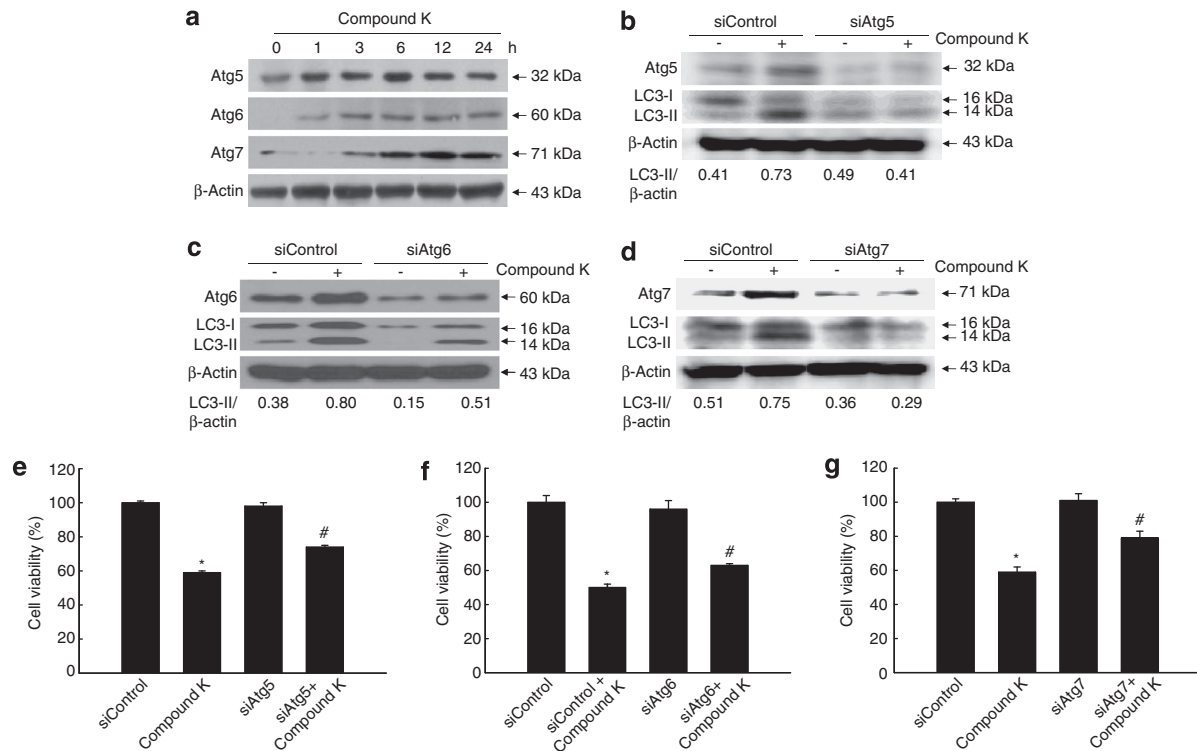 a
Compound K
0 1 3 6 12 24 h
Atg5 ← 32 kDa
Atg6 ← 60 kDa
Atg7 ← 71 kDa
β-Actin ← 43 kDa
b
siControl siAtg5
- + - + Compound K
Atg5 ← 32 kDa
LC3-I ← 16 kDa
LC3-II ← 14 kDa
β-Actin ← 43 kDa
LC3-II/ 0.41 0.73 0.49 0.41
β-actin
c
siControl siAtg6
- + - + Compound K
Atg6 ← 60 kDa
LC3-I ← 16 kDa
LC3-II ← 14 kDa
β-Actin ← 43 kDa
LC3-II/ 0.38 0.80 0.15 0.51
β-actin
d
siControl siAtg7
- + - + Compound K
Atg7 ← 71 kDa
LC3-I ← 16 kDa
LC3-II ← 14 kDa
β-Actin ← 43 kDa
LC3-II/ 0.51 0.75 0.36 0.29
β-actin
e
Cell viability (%)
120
100
80
60
40
20
0
*
#
siControl
Compound K
siAtg5
siAtg5+
Compound K
f
Cell viability (%)
120
100
80
60
40
20
0
*
#
siControl
siControl +
Compound K
siAtg6
siAtg6+
Compound K
g
Cell viability (%)
120
100
80
60
40
20
0
*
#
siControl
Compound K
siAtg7
siAtg7+
Compound K